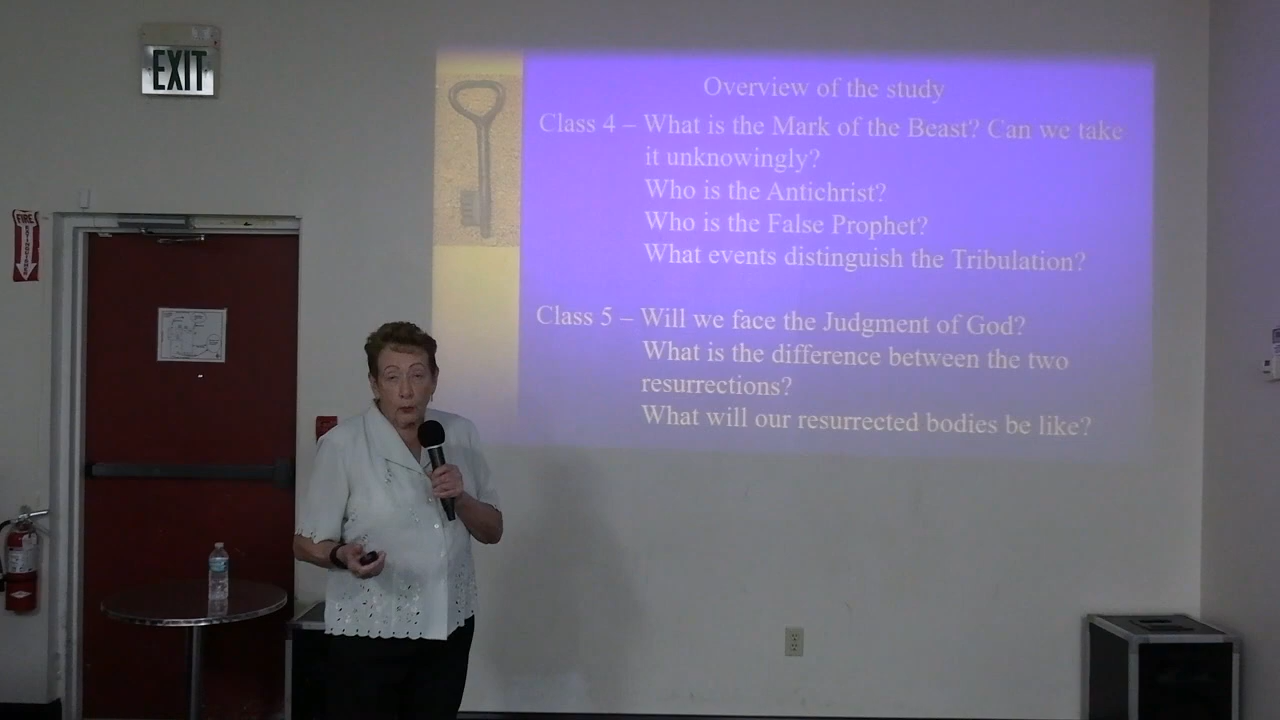 EXIT
Overview of the study
Class 4 – What is the Mark of the Beast? Can we take
it unknowingly?
Who is the Antichrist?
Who is the False Prophet?
What events distinguish the Tribulation?
Class 5 – Will we face the Judgment of God?
What is the difference between the two
resurrections?
What will our resurrected bodies be like?
FIRE
EXTINGUISHER